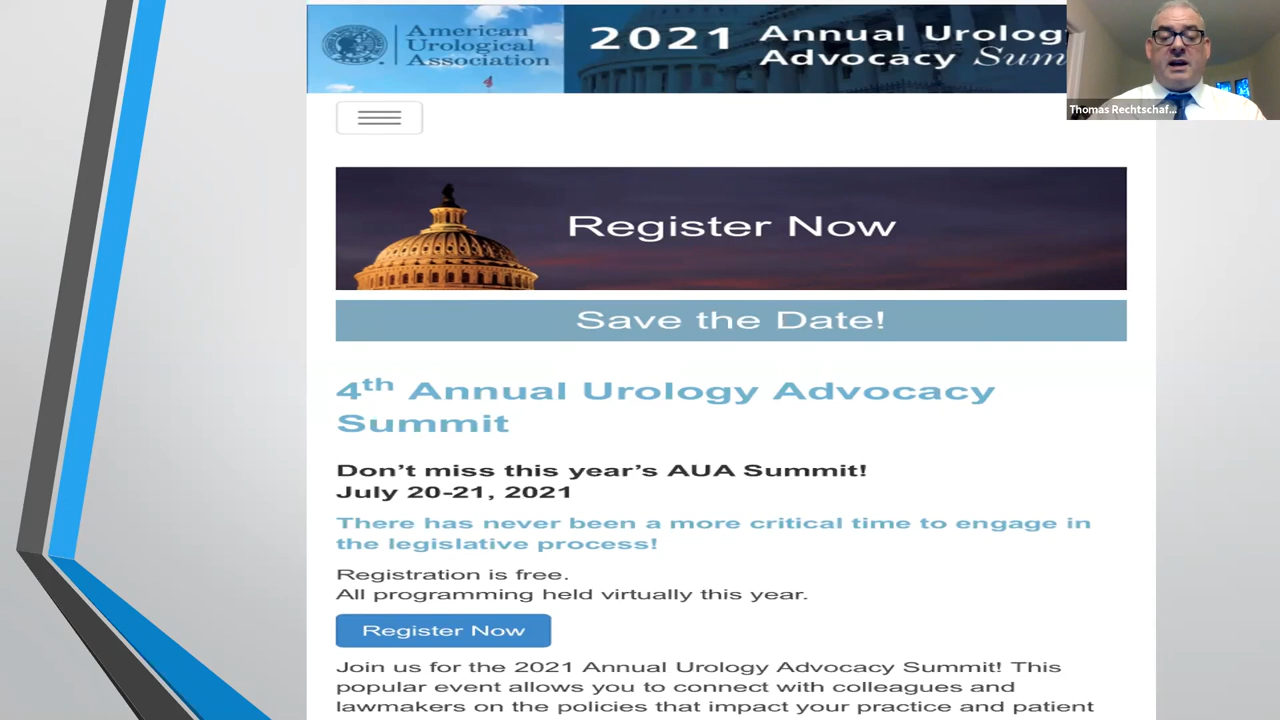 American
Urological
Association
2021 Annual Urolog
Advocacy Sum
Thomas Rechtschaf...
Register Now
Save the Date!
4th Annual Urology Advocacy
Summit
Don't miss this year's AUA Summit!
July 20-21, 2021
There has never been a more critical time to engage in
the legislative process!
Registration is free.
All programming held virtually this year.
Register Now
Join us for the 2021 Annual Urology Advocacy Summit! This
popular event allows you to connect with colleagues and
lawmakers on the policies that impact your practice and patient